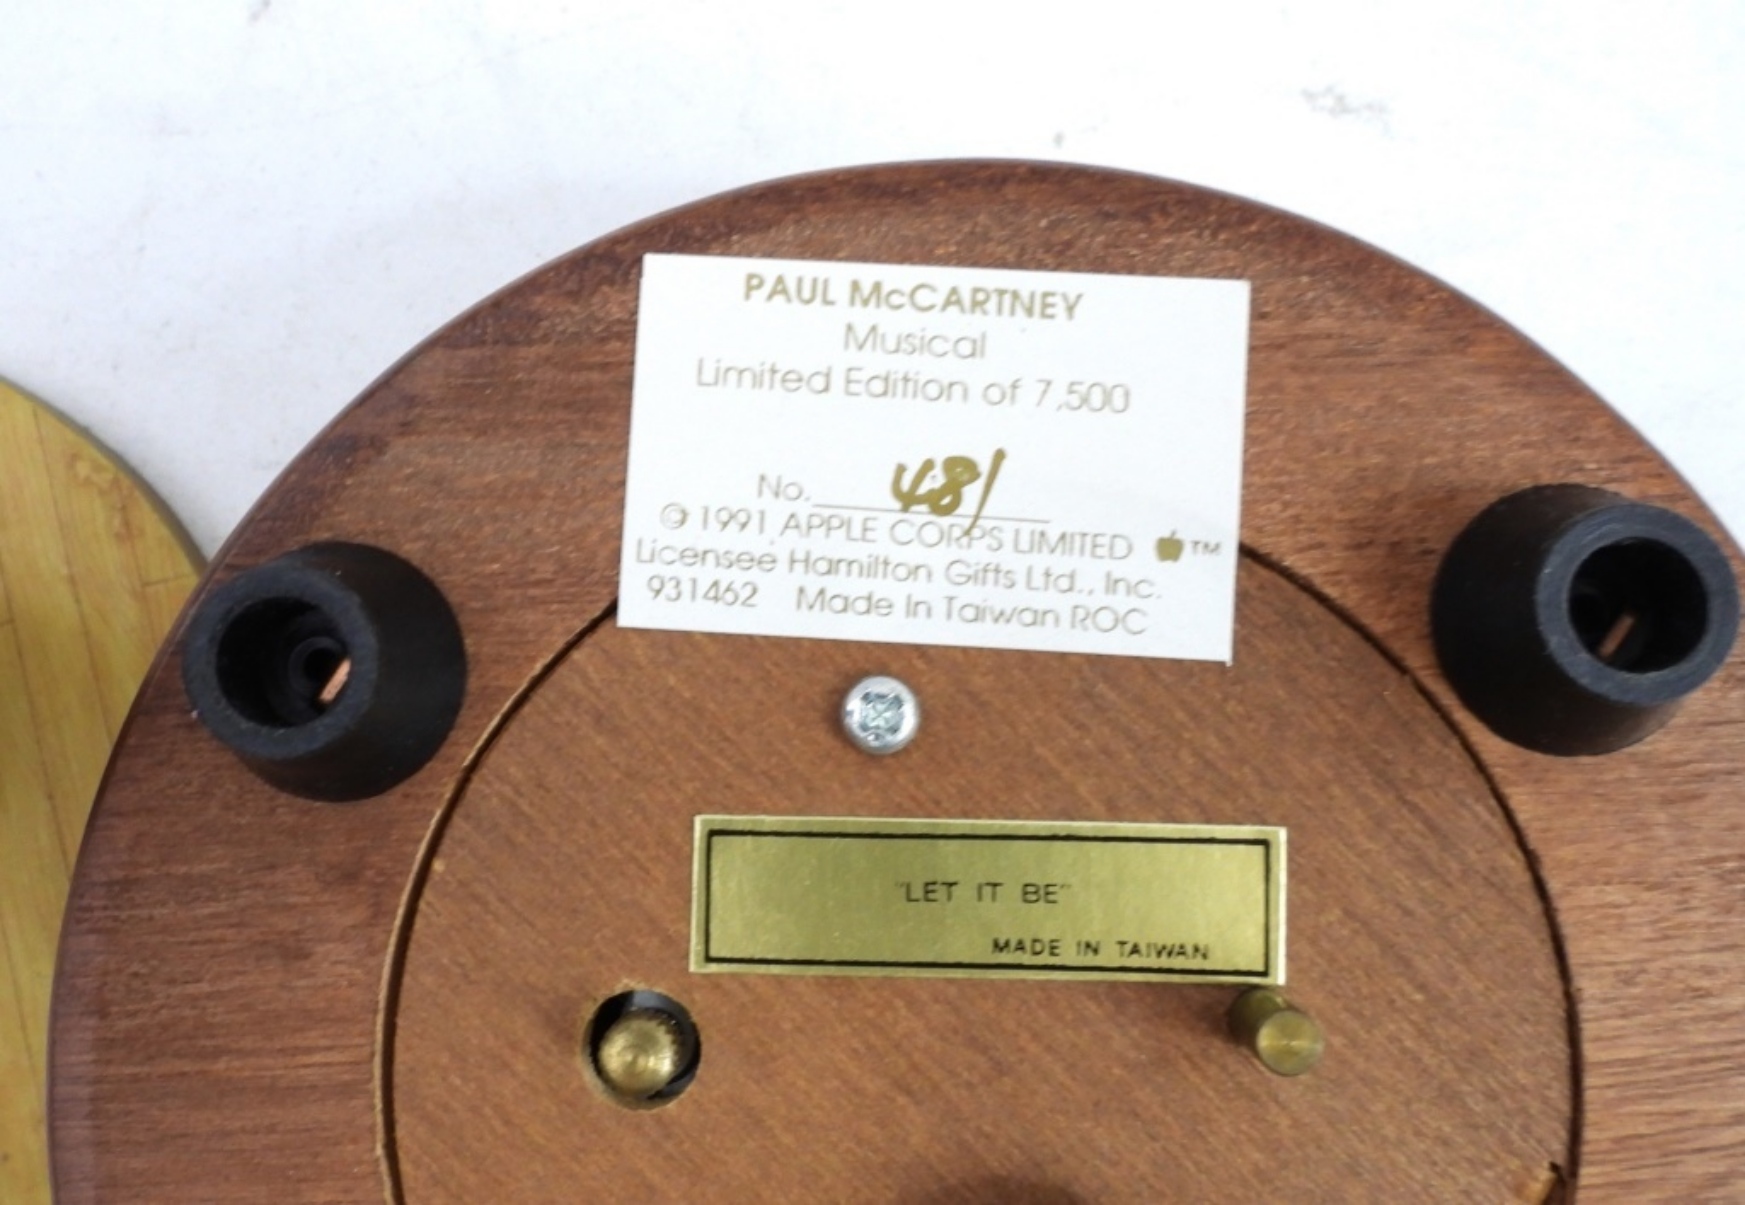 PAUL McCARTNEY
Musical
Limited Edition of 7,500
No. 481
© 1991 APPLE CORPS LIMITED TM
Licensee Hamilton Gifts Ltd., Inc.
931462 Made In Taiwan ROC
"LET IT BE"
MADE IN TAIWAN